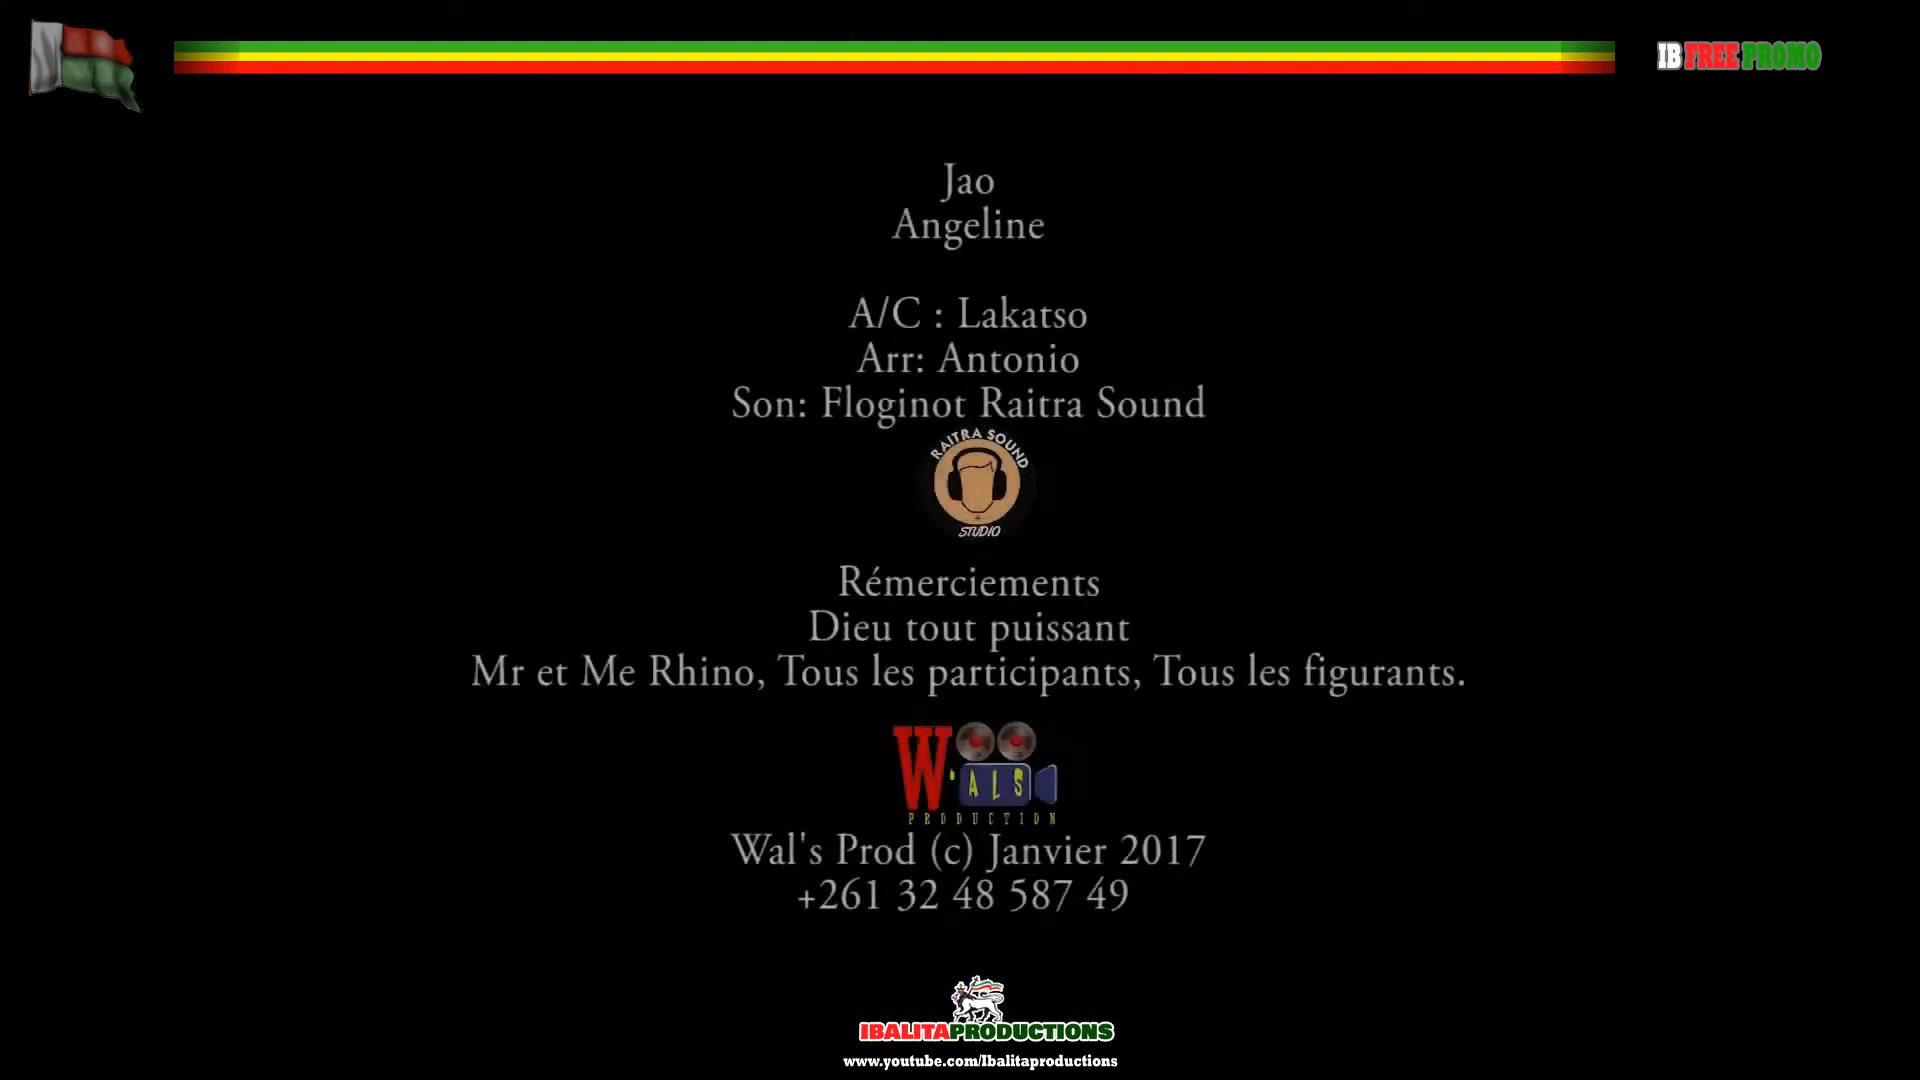 IB FREE PROMO
Jao
Angeline
A/C : Lakatso
Arr: Antonio
Son: Floginot Raitra Sound
RAITRA SOUND
STUDIO
Rémerciements
Dieu tout puissant
Mr et Me Rhino, Tous les participants, Tous les figurants.
W'ALS
PRODUCTION
Wal's Prod (c) Janvier 2017
+261 32 48 587 49
IBALITAPRODUCTIONS
www.youtube.com/Ibalitaproductions